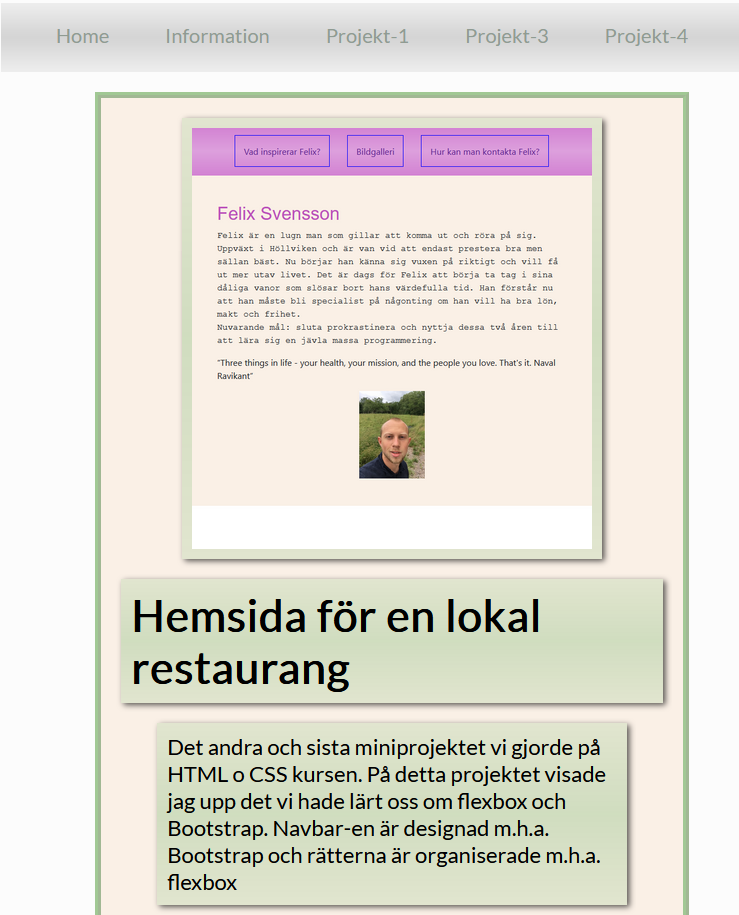 Home Information Projekt-1 Projekt-3 Projekt-4
Vad inspirerar Felix? Bildgalleri Hur kan man kontakta Felix?
Felix Svensson
Felix är en lugn man som gillar att komma ut och röra på sig.
Uppväxt i Höllviken och är van vid att endast prestera bra men
sällan bäst. Nu börjar han känna sig vuxen på riktigt och vill få
ut mer utav livet. Det är dags för Felix att börja ta tag i sina
dåliga vanor som slösar bort hans värdefulla tid. Han förstår nu
att han måste bli specialist på någonting om han vill ha bra lön,
makt och frihet.
Nuvarande mål: sluta prokrastinera och nyttja dessa två åren till
att lära sig en jävla massa programmering.
"Three things in life - your health, your mission, and the people you love. That's it. Naval
Ravikant"
Hemsida för en lokal
restaurang
Det andra och sista miniprojektet vi gjorde på
HTML o CSS kursen. På detta projektet visade
jag upp det vi hade lärt oss om flexbox och
Bootstrap. Navbar-en är designad m.h.a.
Bootstrap och rätterna är organiserade m.h.a.
flexbox